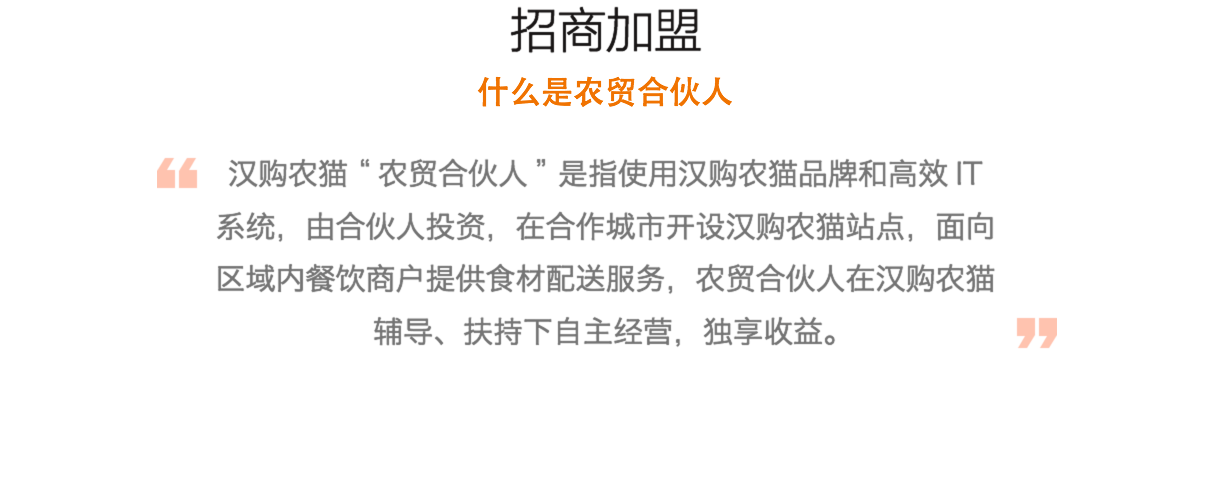 招商加盟
什么是农贸合伙人
汉购农猫“农贸合伙人”是指使用汉购农猫品牌和高效 IT
系统，由合伙人投资，在合作城市开设汉购农猫站点，面向
区域内餐饮商户提供食材配送服务，农贸合伙人在汉购农猫
辅导、扶持下自主经营，独享收益。